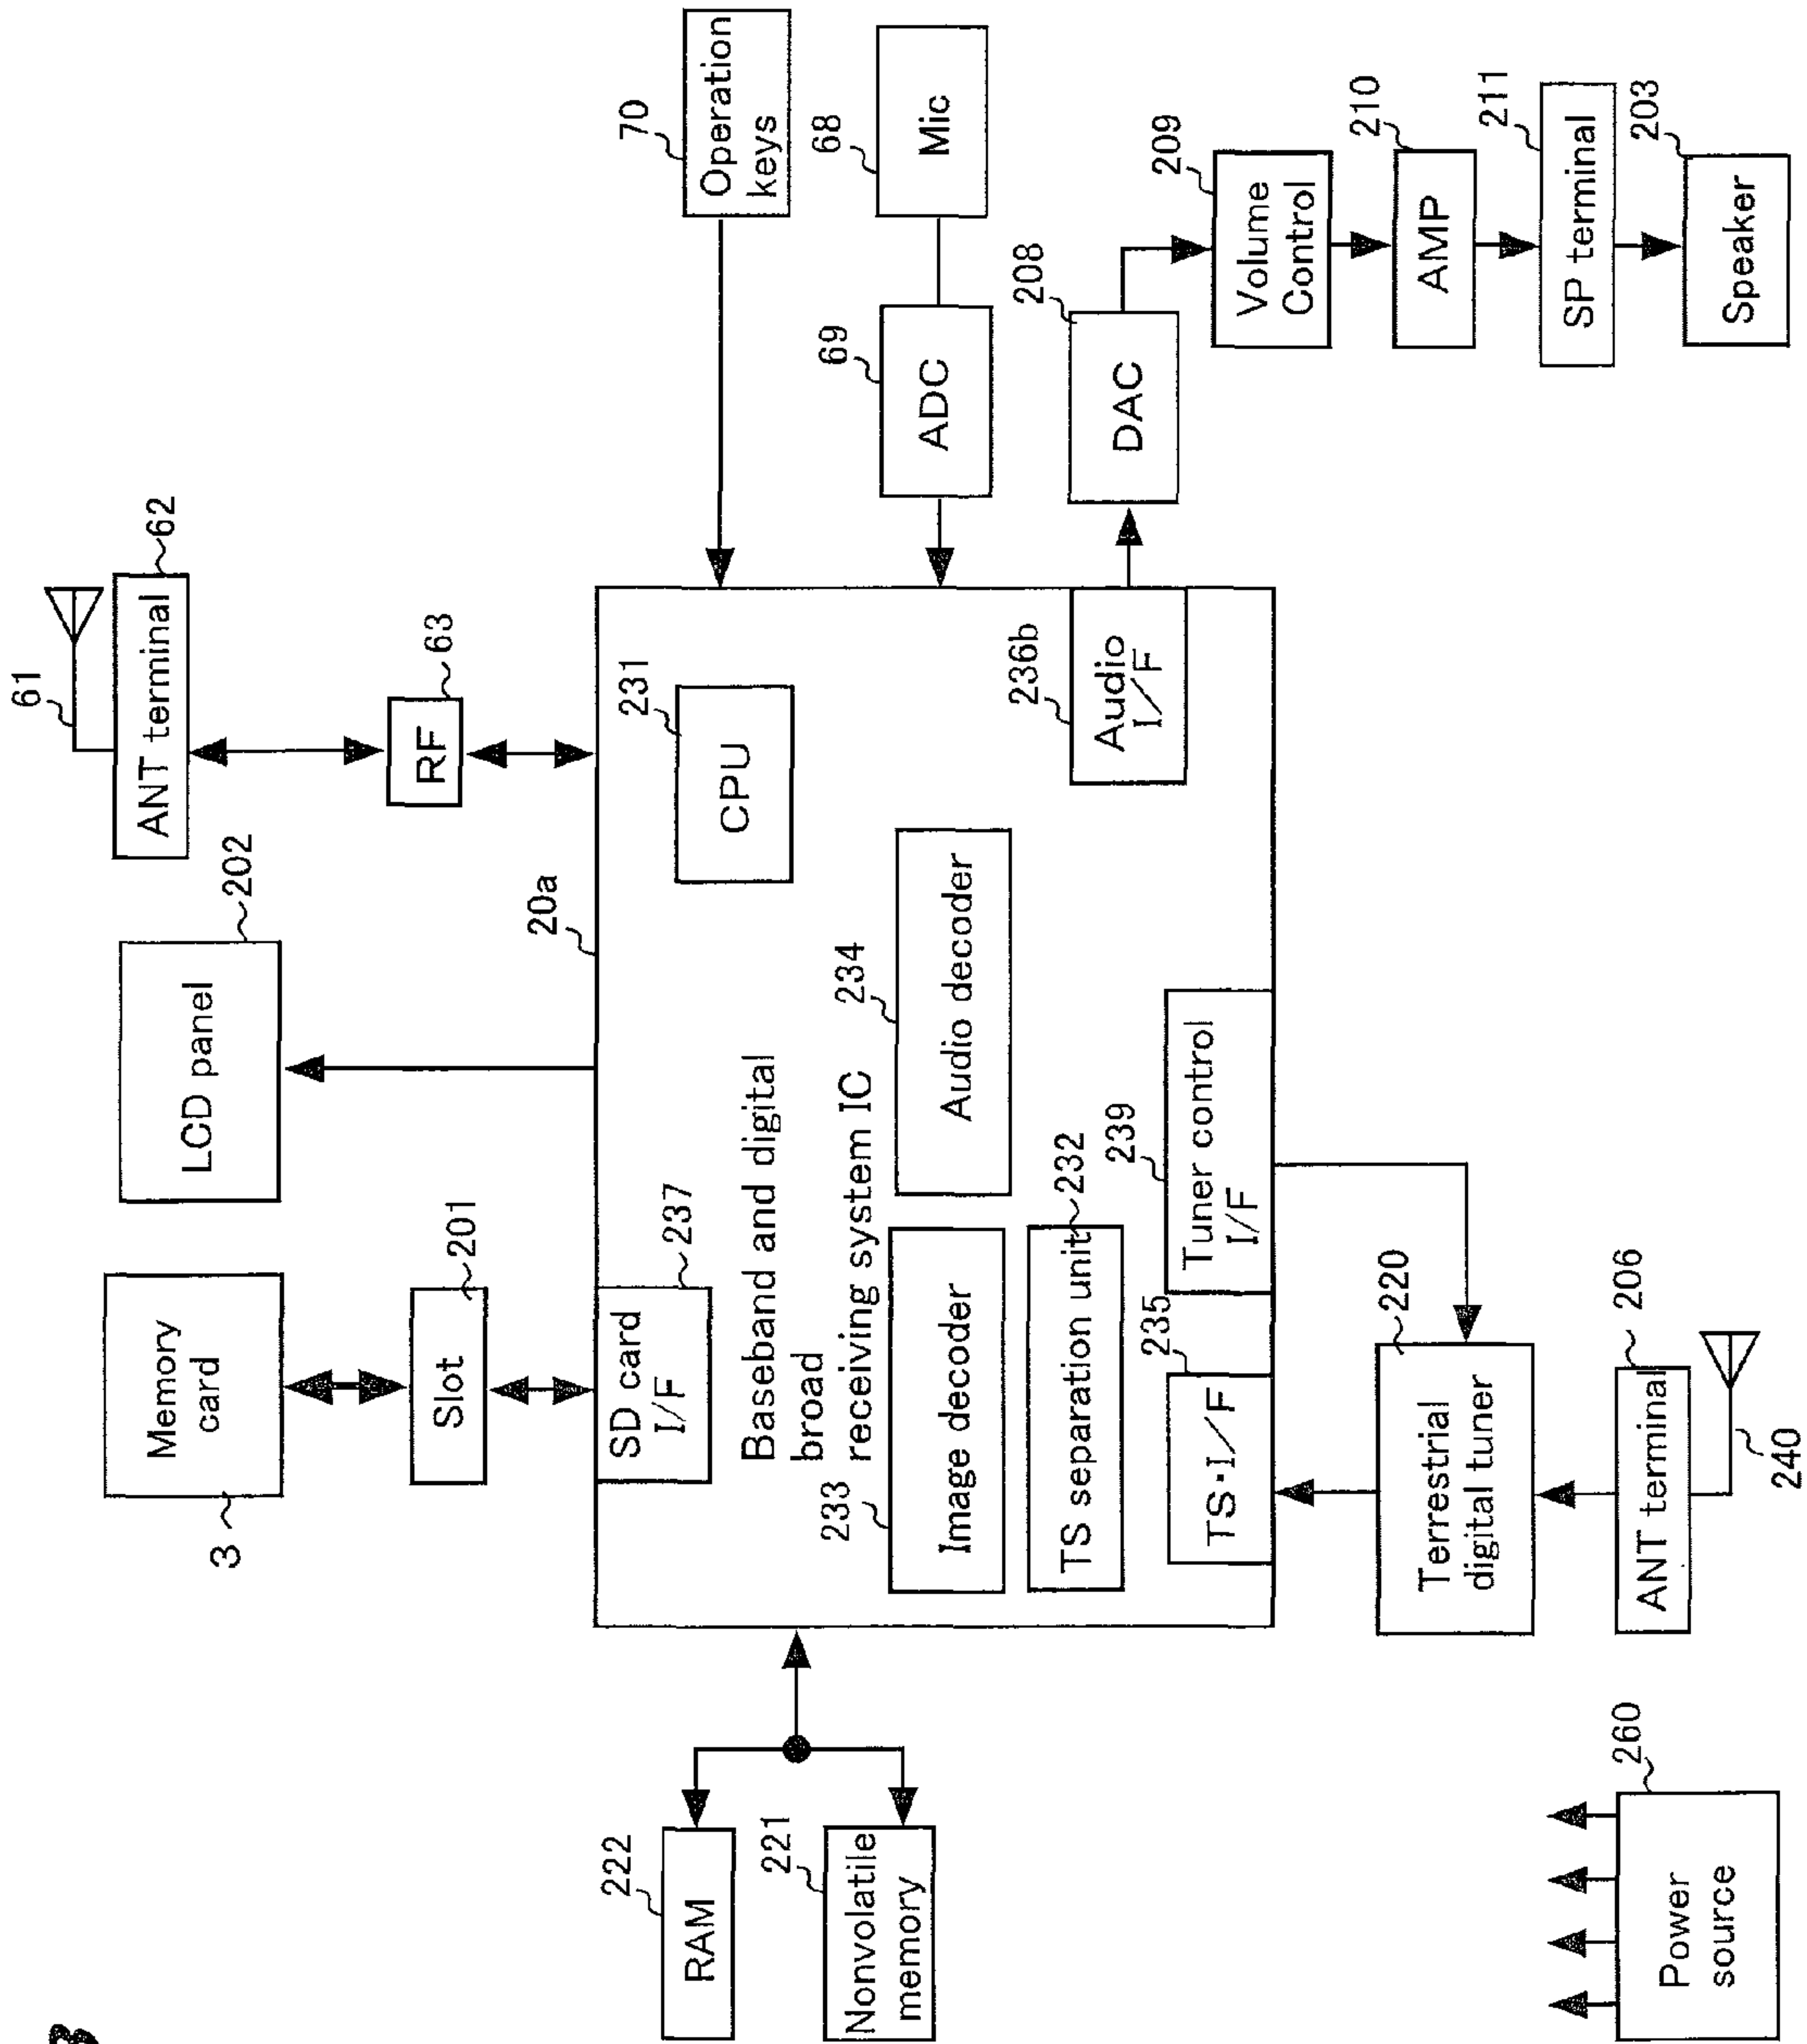 61
ANT terminal
62
RF
63
202
LCD panel
Memory
card
3
Slot
201
20a
SD card
I/F
237
CPU
231
Baseband and digital
broad
receiving system IC
233
Image decoder
Audio decoder
234
TS separation unit
232
TS・I/F
235
Tuner control
I/F
239
Audio
I/F
236b
222
RAM
221
Nonvolatile
memory
70
Operation
keys
68
Mic
69
ADC
208
DAC
209
Volume
Control
AMP
210
SP terminal
211
Speaker
203
Terrestrial
digital tuner
220
ANT terminal
206
240
Power
source
260